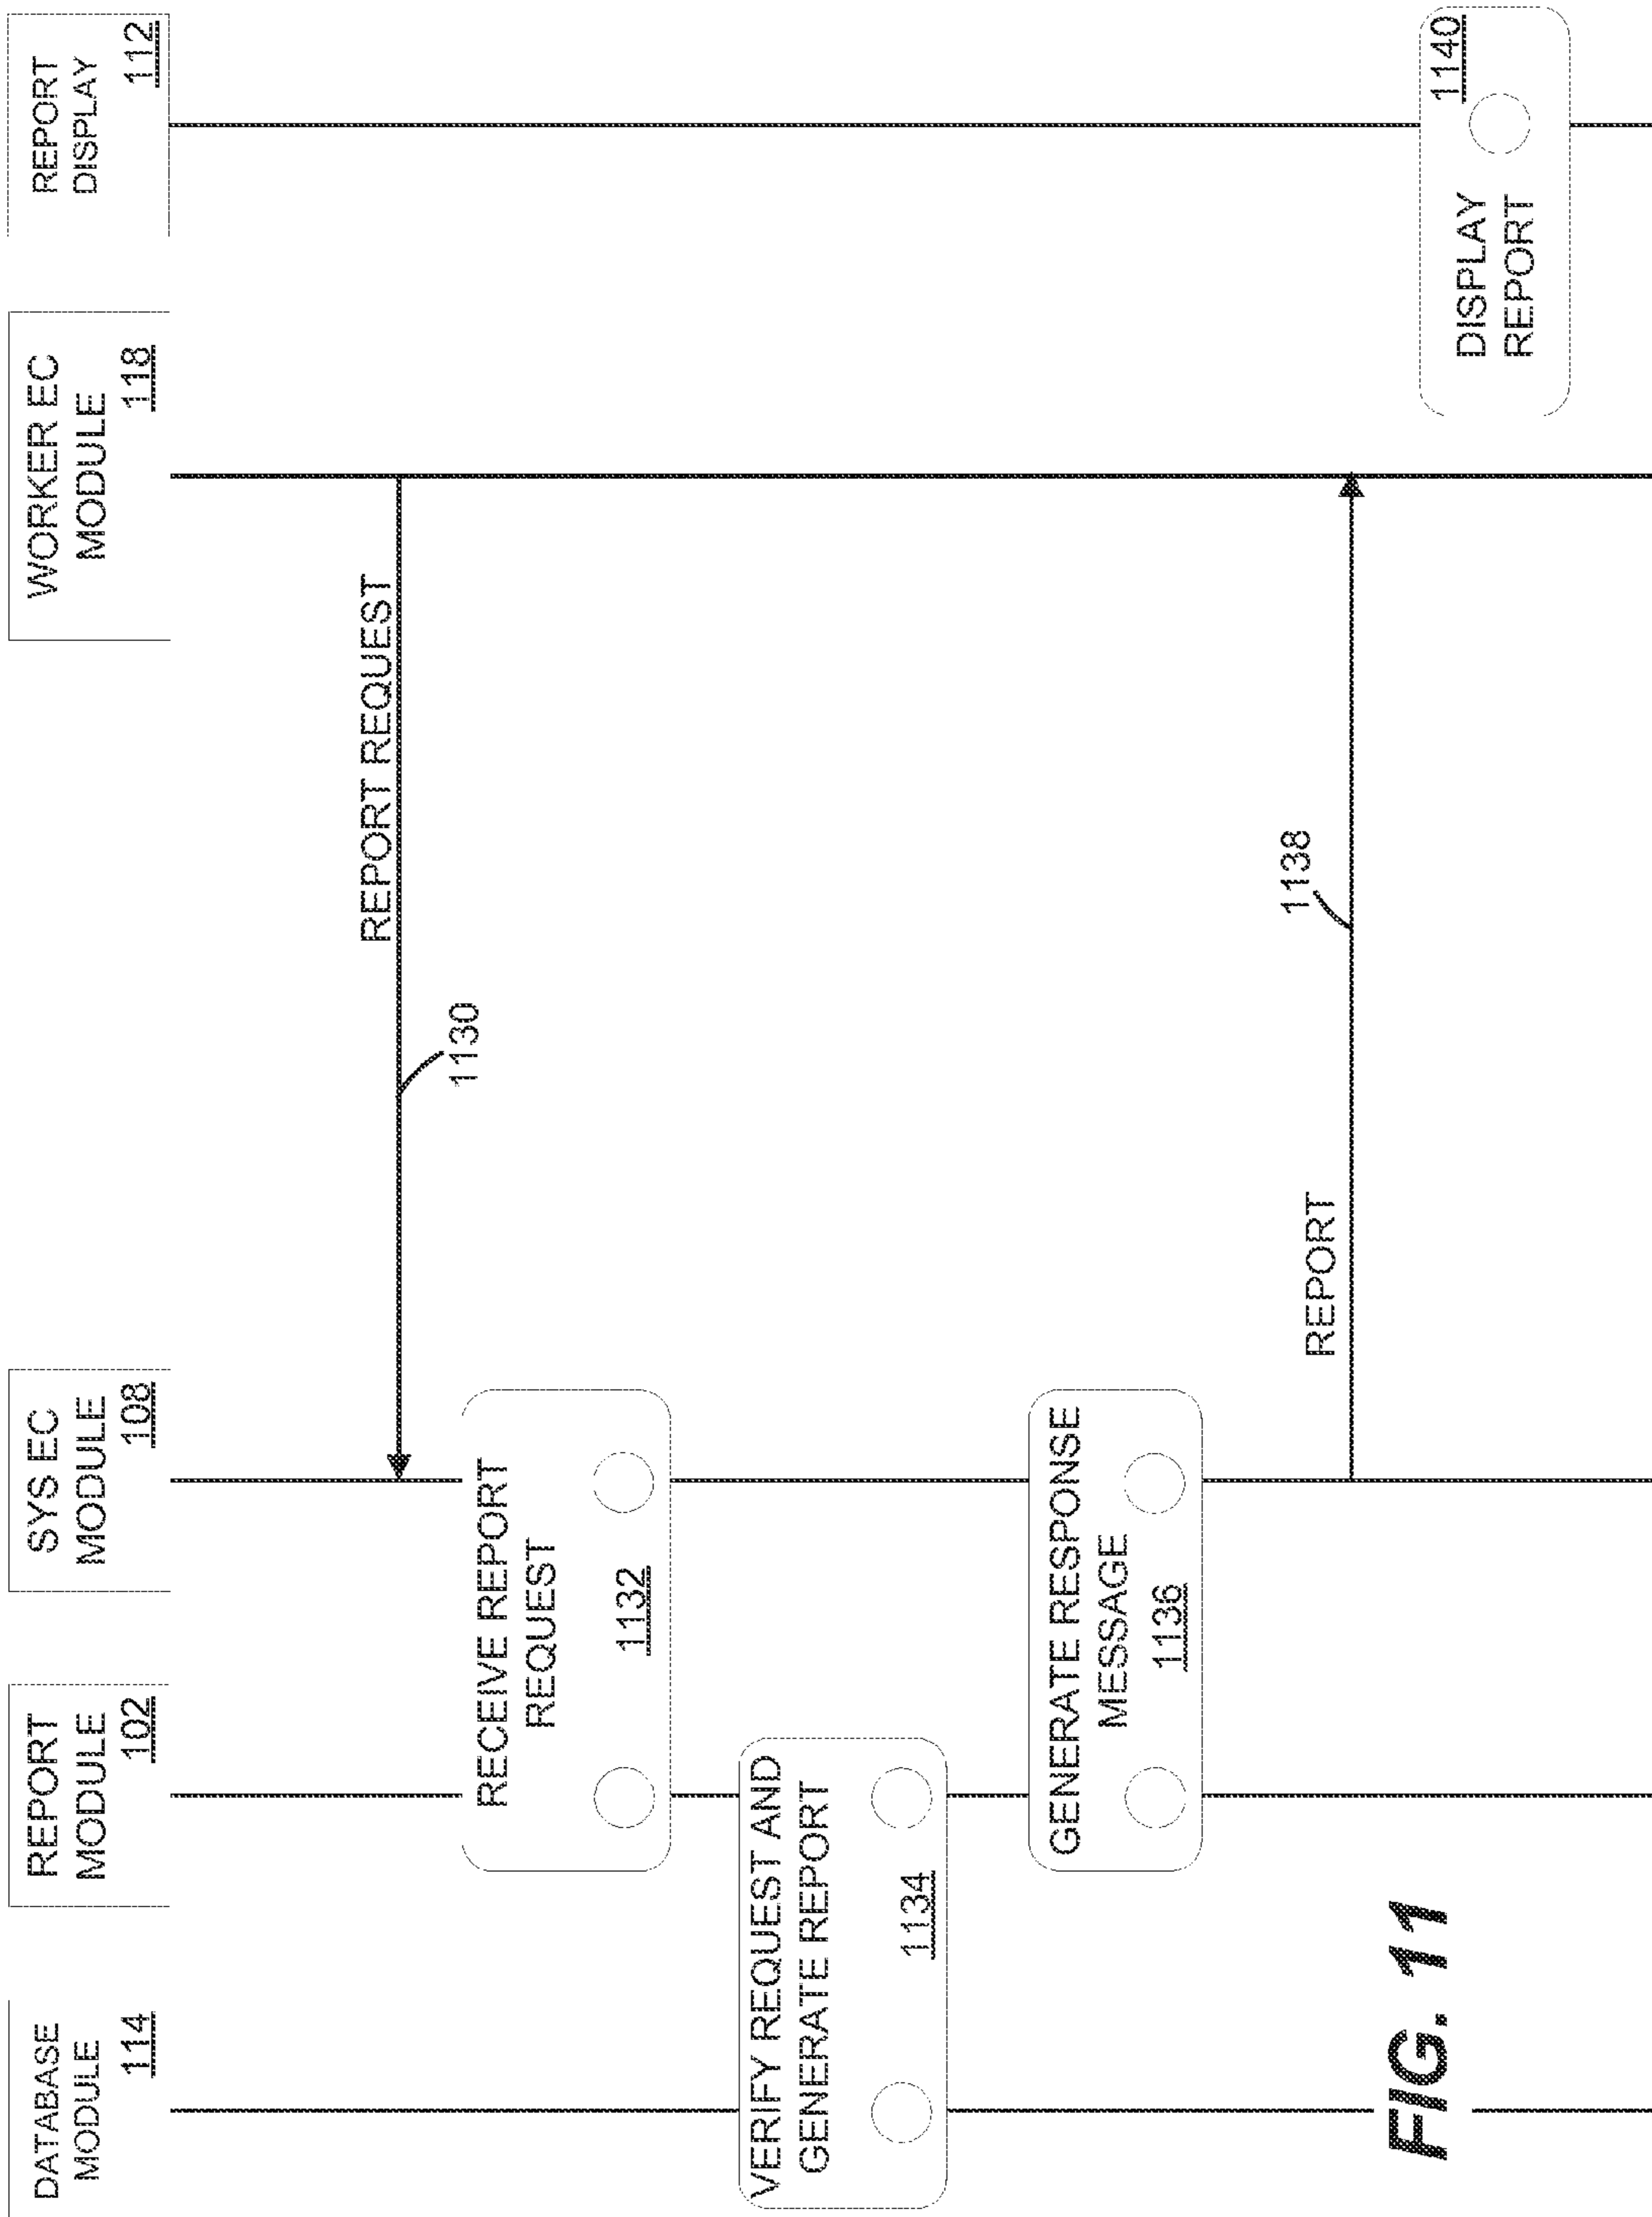 DATABASE
MODULE
114
REPORT
MODULE
102
SYS EC
MODULE
108
WORKER EC
MODULE
118
REPORT
DISPLAY
112
REPORT REQUEST
1130
RECEIVE REPORT
REQUEST
1132
VERIFY REQUEST AND
GENERATE REPORT
1134
GENERATE RESPONSE
MESSAGE
1136
REPORT
1138
DISPLAY
REPORT
1140
FIG. 11